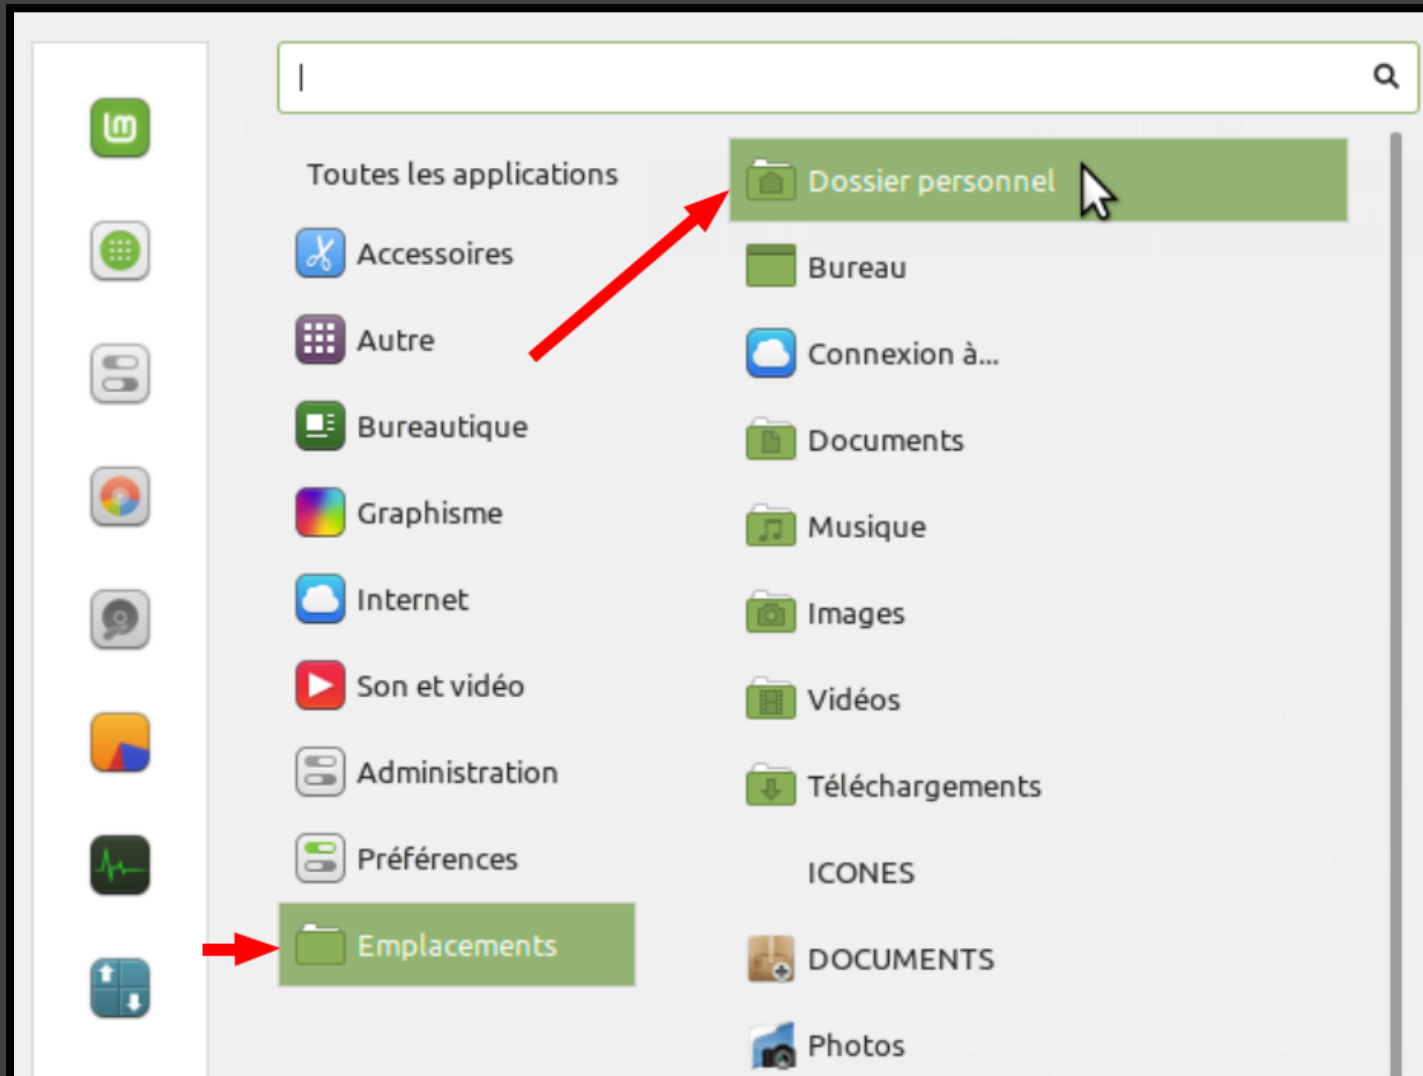 Toutes les applications
Accessoires
Autre
Bureautique
Graphisme
Internet
Son et vidéo
Administration
Préférences
Emplacements
Dossier personnel
Bureau
Connexion à...
Documents
Musique
Images
Vidéos
Téléchargements
ICONES
DOCUMENTS
Photos